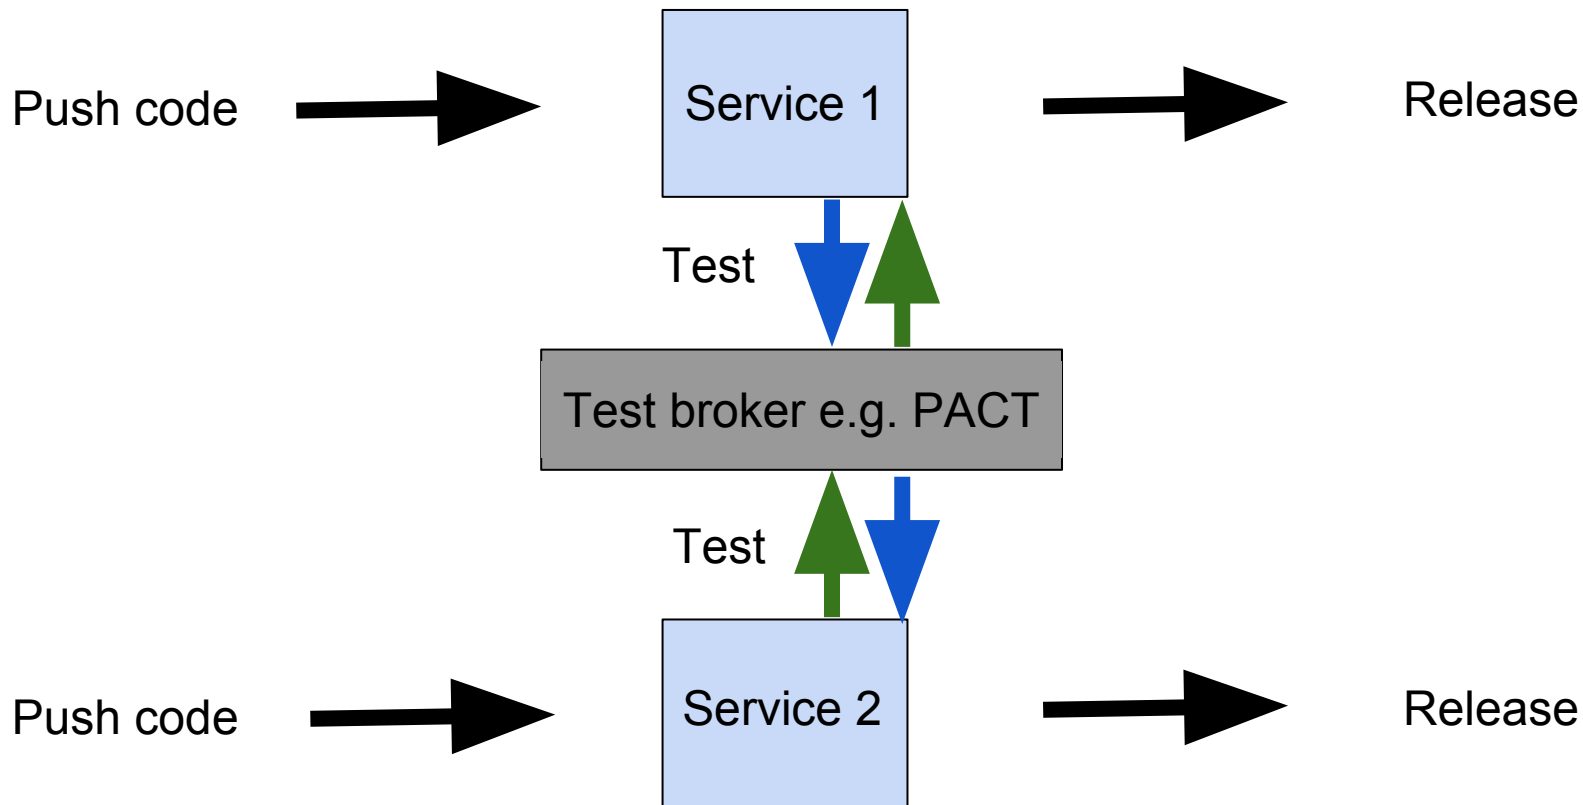 Push code
Service 1
Release
Test
Test broker e.g. PACT
Test
Push code
Service 2
Release